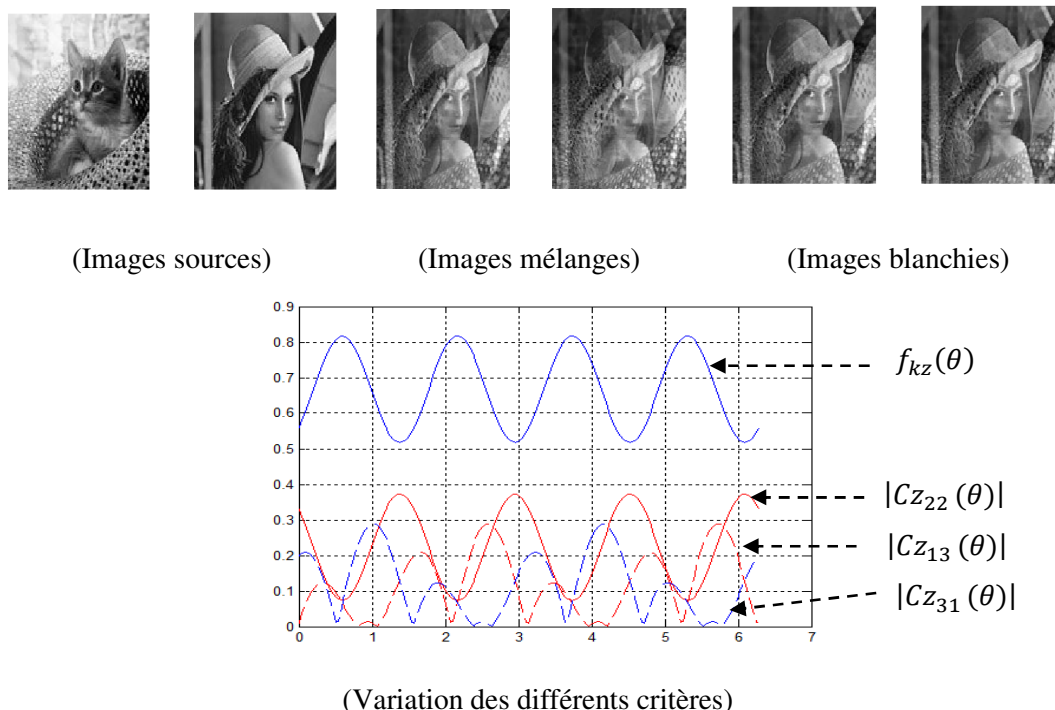 (Images sources) (Images mélanges) (Images blanchies)
0.9
0.8
0.7
0.6
0.5
0.4
0.3
0.2
0.1
0
0 1 2 3 4 5 6 7
f_{kz}(θ)
|Cz_{22}(θ)|
|Cz_{13}(θ)|
|Cz_{31}(θ)|
(Variation des différents critères)